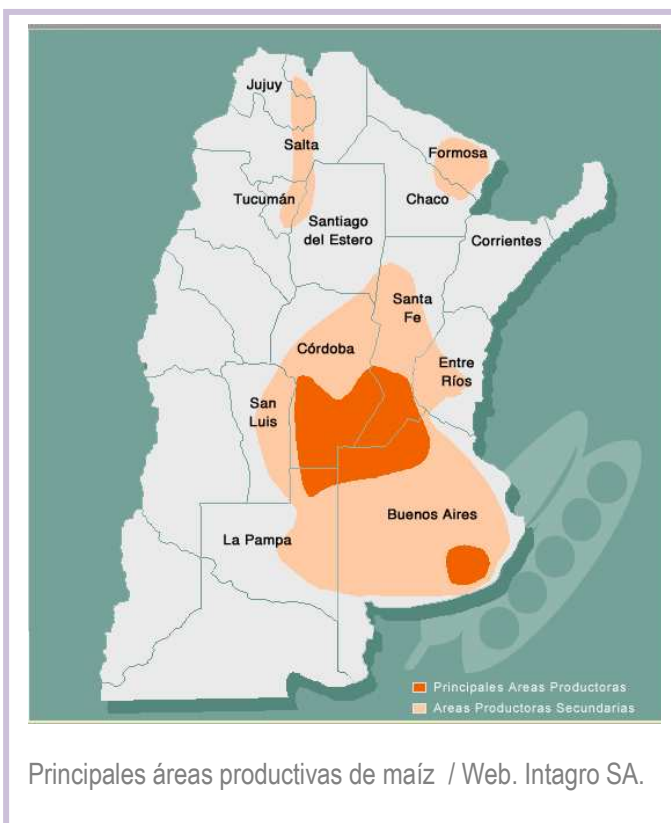 Jujuy
Salta
Formosa
Tucumán
Chaco
Santiago
del Estero
Corrientes
Santa
Fe
Córdoba
Entre
Ríos
San
Luis
Buenos Aires
La Pampa
Principales Areas Productoras
Areas Productoras Secundarias
Principales áreas productivas de maíz / Web. Intagro SA.